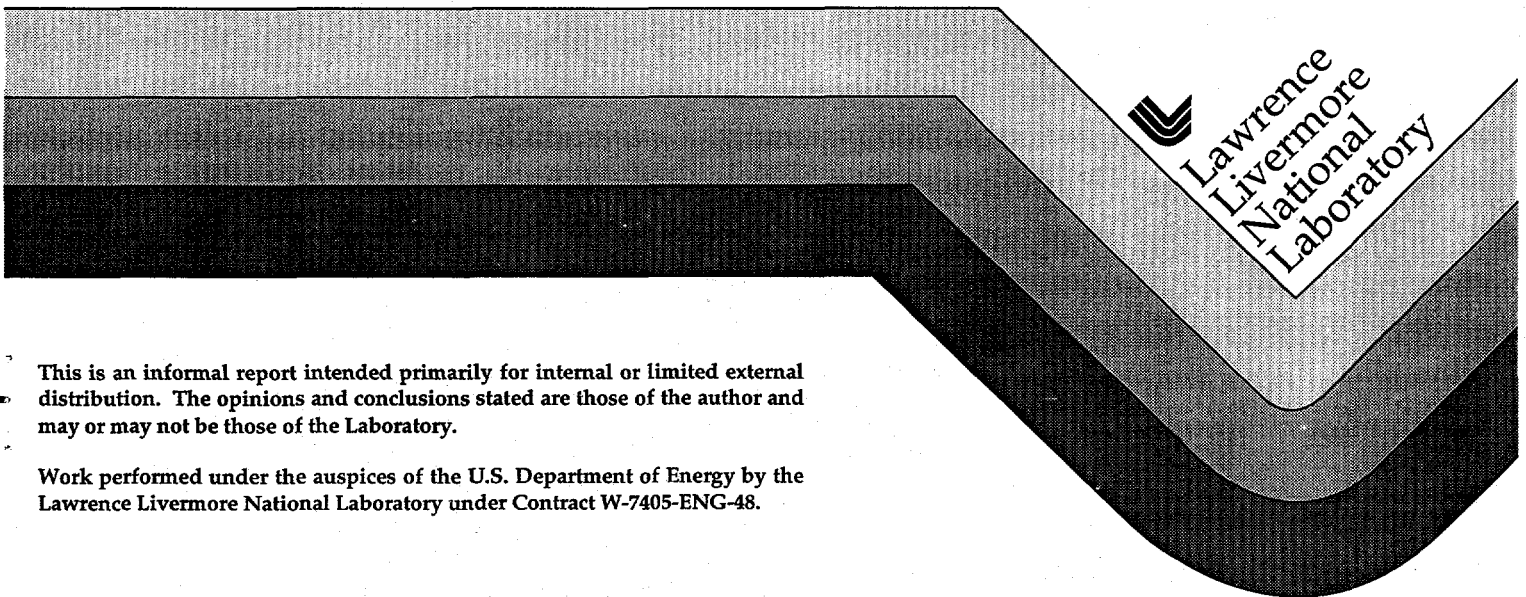 Lawrence
Livermore
National
Laboratory
This is an informal report intended primarily for internal or limited external
distribution. The opinions and conclusions stated are those of the author and
may or may not be those of the Laboratory.
Work performed under the auspices of the U.S. Department of Energy by the
Lawrence Livermore National Laboratory under Contract W-7405-ENG-48.